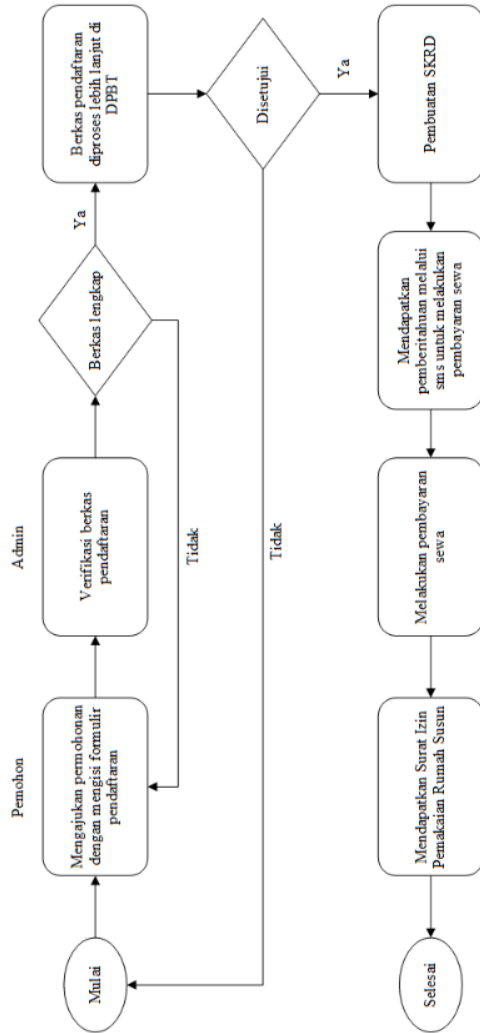 Pemohon
Admin
Mulai
Mengajukan permohonan
dengan mengisi formulir
pendaftaran
Verifikasi berkas
pendaftaran
Berkas lengkap
Ya
Berkas pendaftaran
diproses lebih lanjut di
DPBT
Tidak
Disetujui
Tidak
Ya
Pembuatan SKRD
Mendapatkan
pemberitahuan melalui
sms untuk melakukan
pembayaran sewa
Melakukan pembayaran
sewa
Mendapatkan Surat Izin
Pemakaian Rumah Susun
Selesai